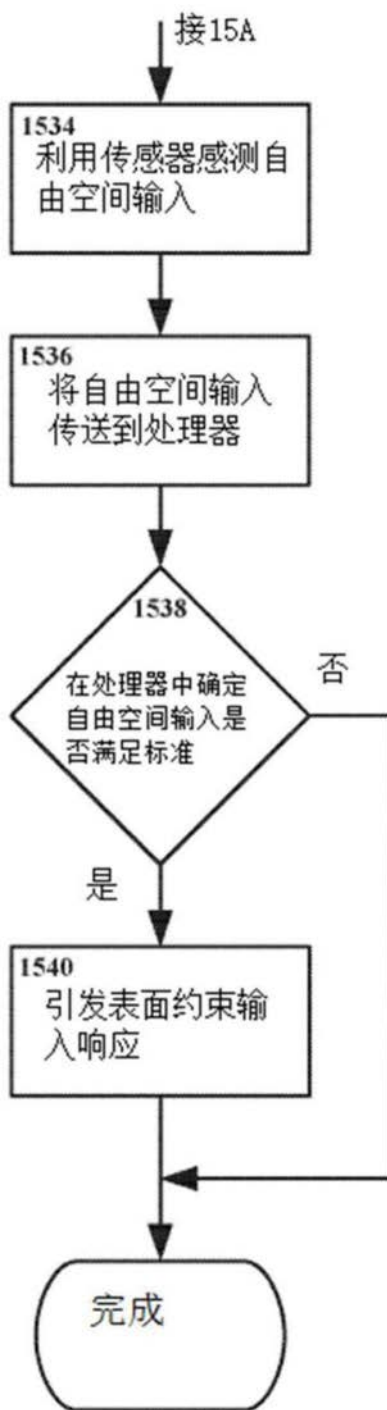 接15A
1534
利用传感器感测自
由空间输入
1536
将自由空间输入
传送到处理器
1538
在处理器中确定
自由空间输入是
否满足标准
否
是
1540
引发表面约束输
入响应
完成